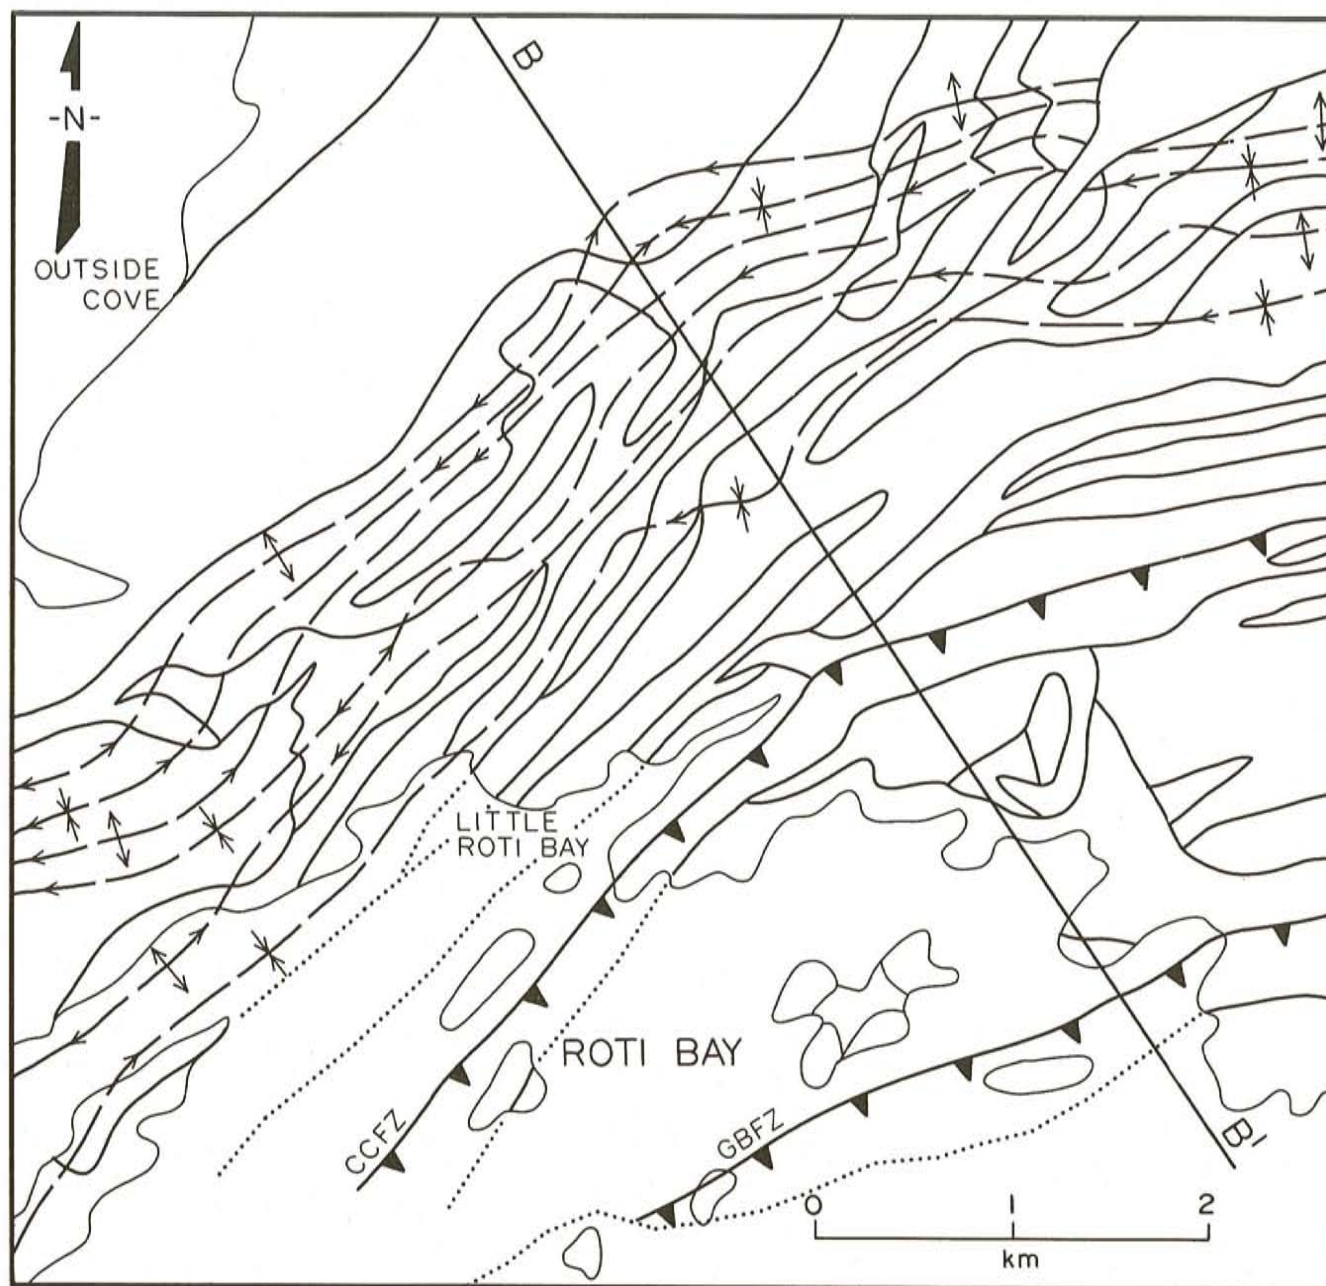 B
-N-
OUTSIDE
COVE
LITTLE
ROTI BAY
ROTI BAY
CCFZ
GBFZ
B'
0 1 2
km